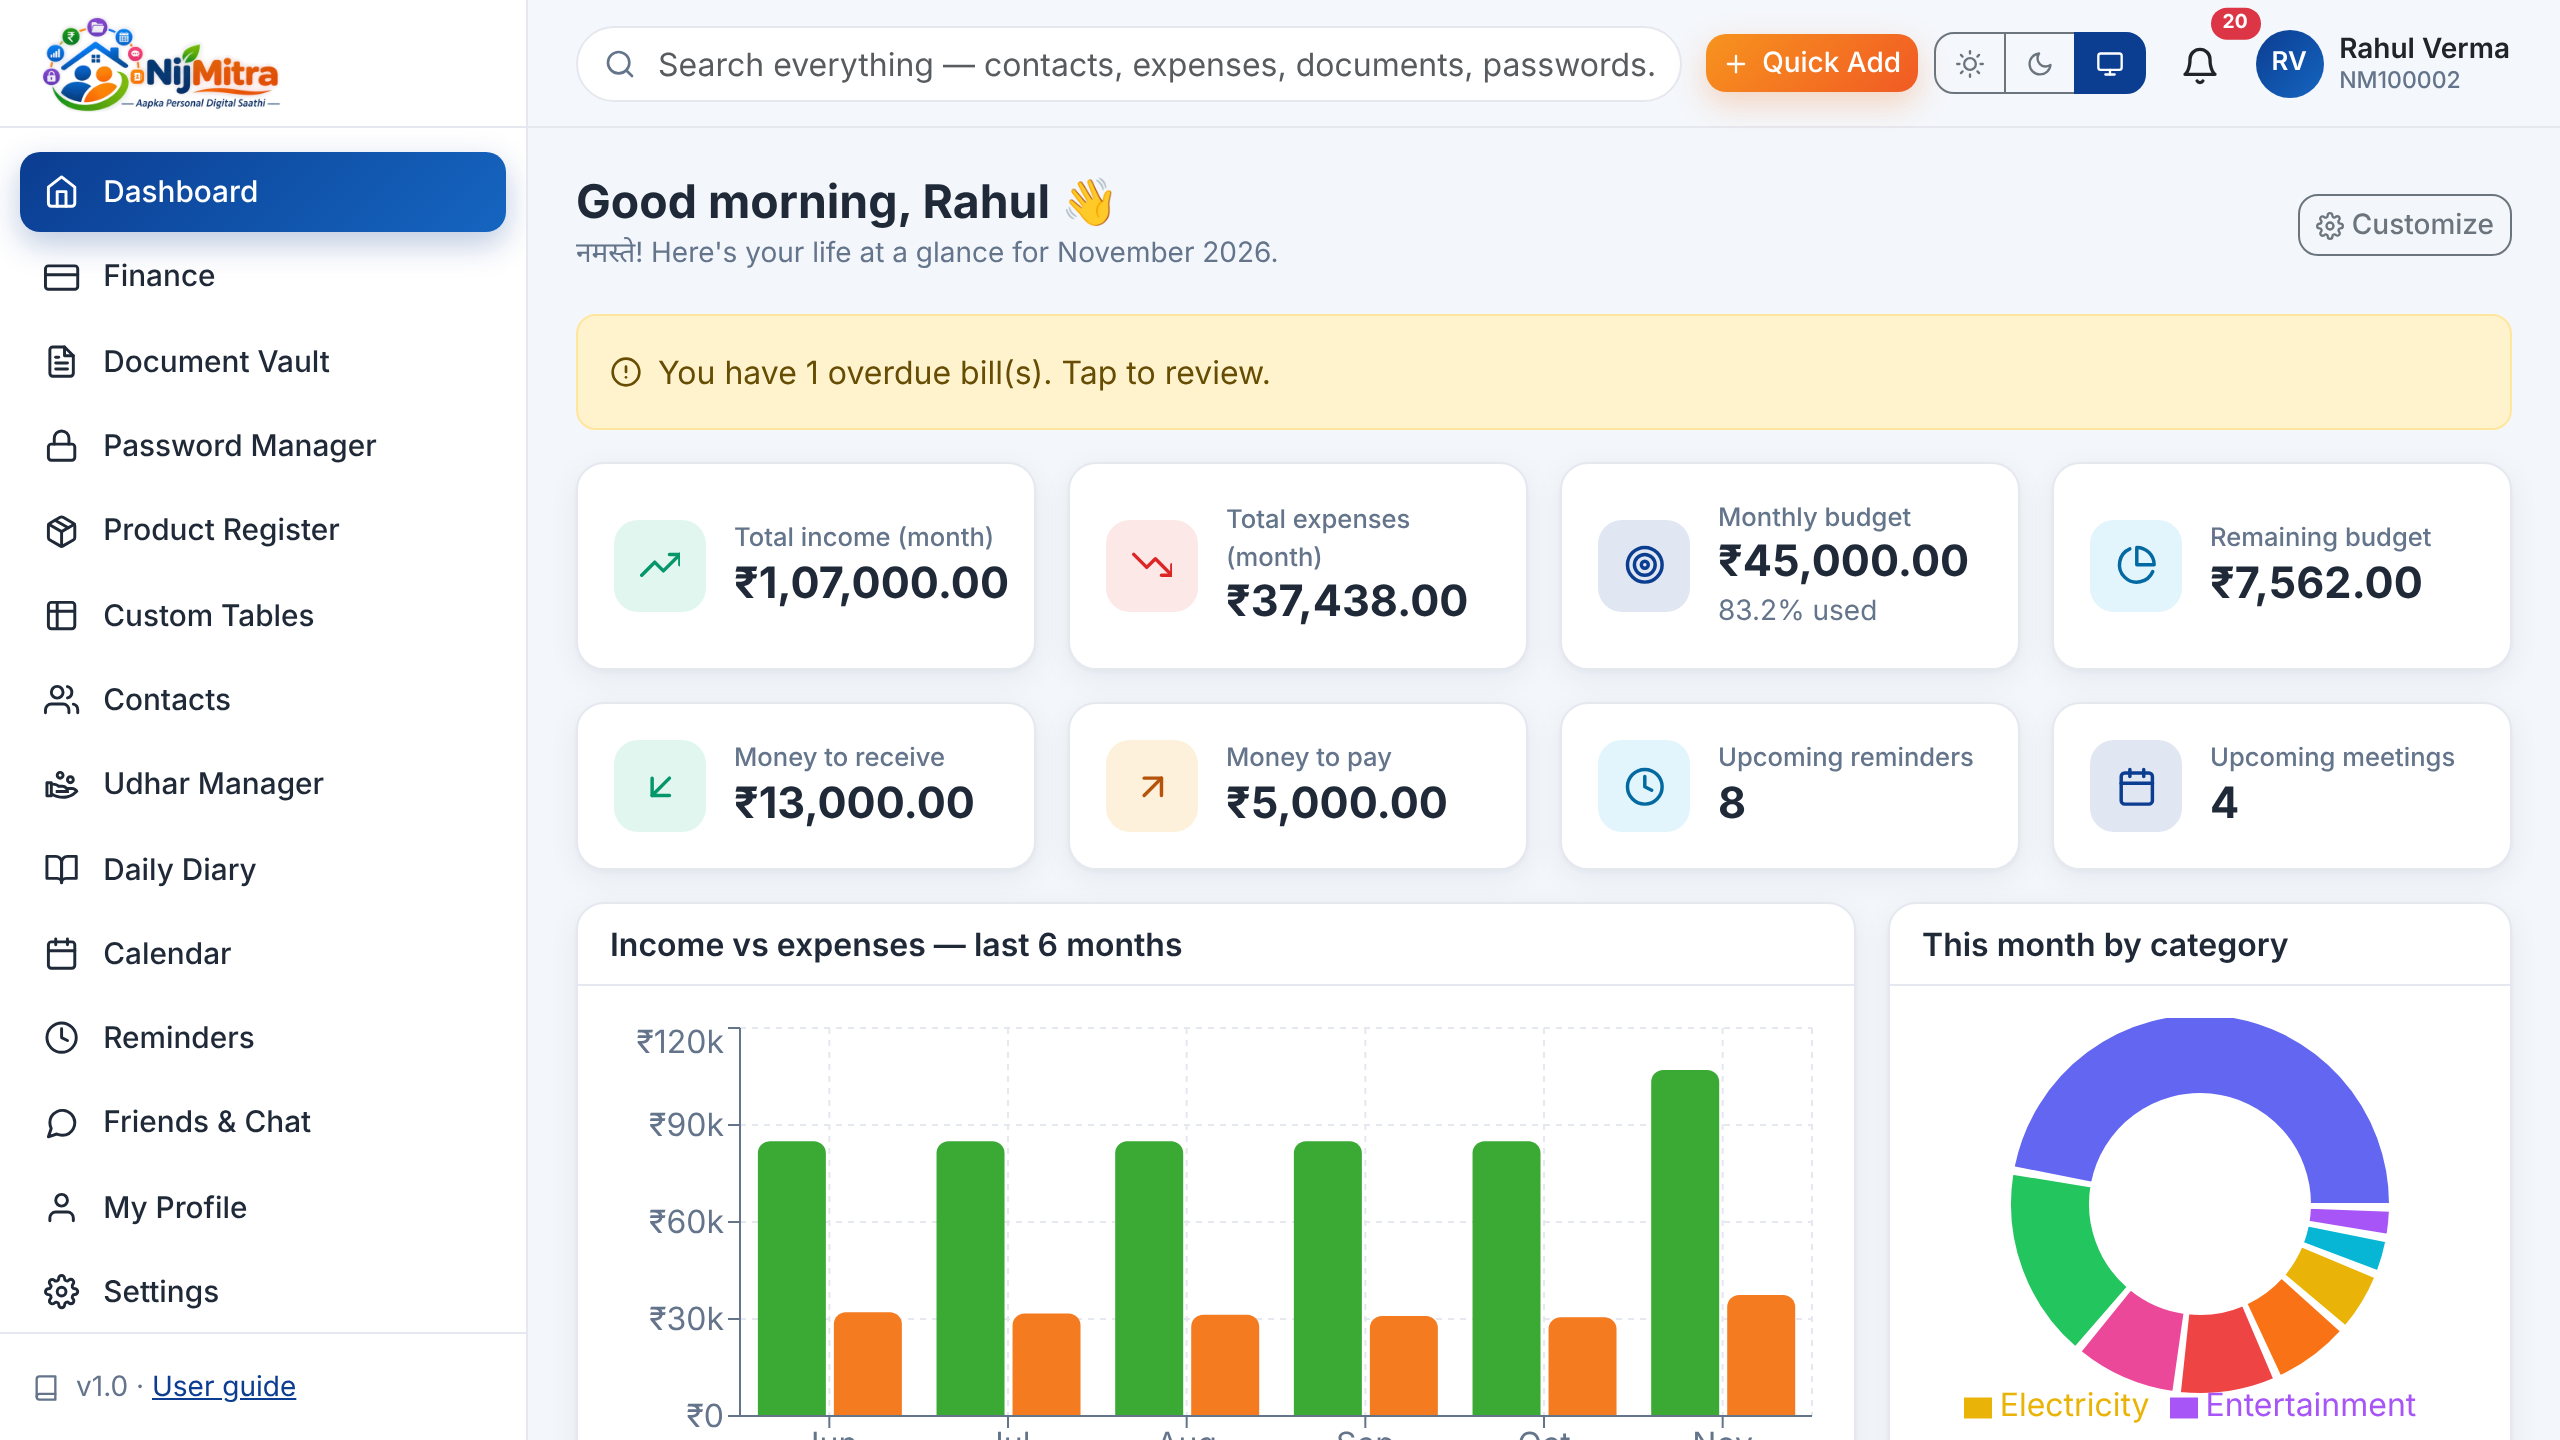 NijMitra
Aapka Personal Digital Saathi
Search everything — contacts, expenses, documents, passwords.
Quick Add
20
RV
Rahul Verma
NM100002
Dashboard
Finance
Document Vault
Password Manager
Product Register
Custom Tables
Contacts
Udhar Manager
Daily Diary
Calendar
Reminders
Friends & Chat
My Profile
Settings
v1.0 · User guide
Good morning, Rahul 👋
नमस्ते! Here's your life at a glance for November 2026.
Customize
You have 1 overdue bill(s). Tap to review.
Total income (month)
₹1,07,000.00
Total expenses
(month)
₹37,438.00
Monthly budget
₹45,000.00
83.2% used
Remaining budget
₹7,562.00
Money to receive
₹13,000.00
Money to pay
₹5,000.00
Upcoming reminders
8
Upcoming meetings
4
Income vs expenses — last 6 months
₹120k
₹90k
₹60k
₹30k
₹0
Jun Jul Aug Sep Oct Nov
This month by category
Electricity Entertainment